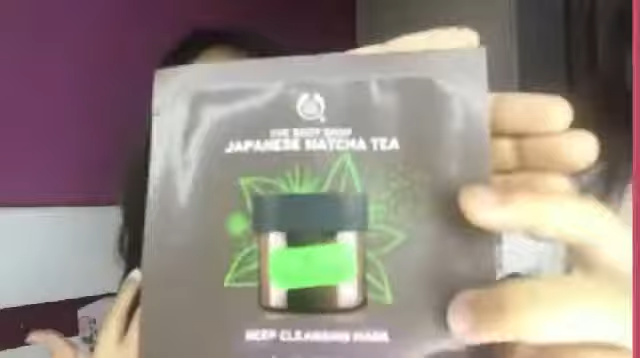 THE BODY SHOP
JAPANESE MATCHA TEA
DEEP CLEANSING MASK